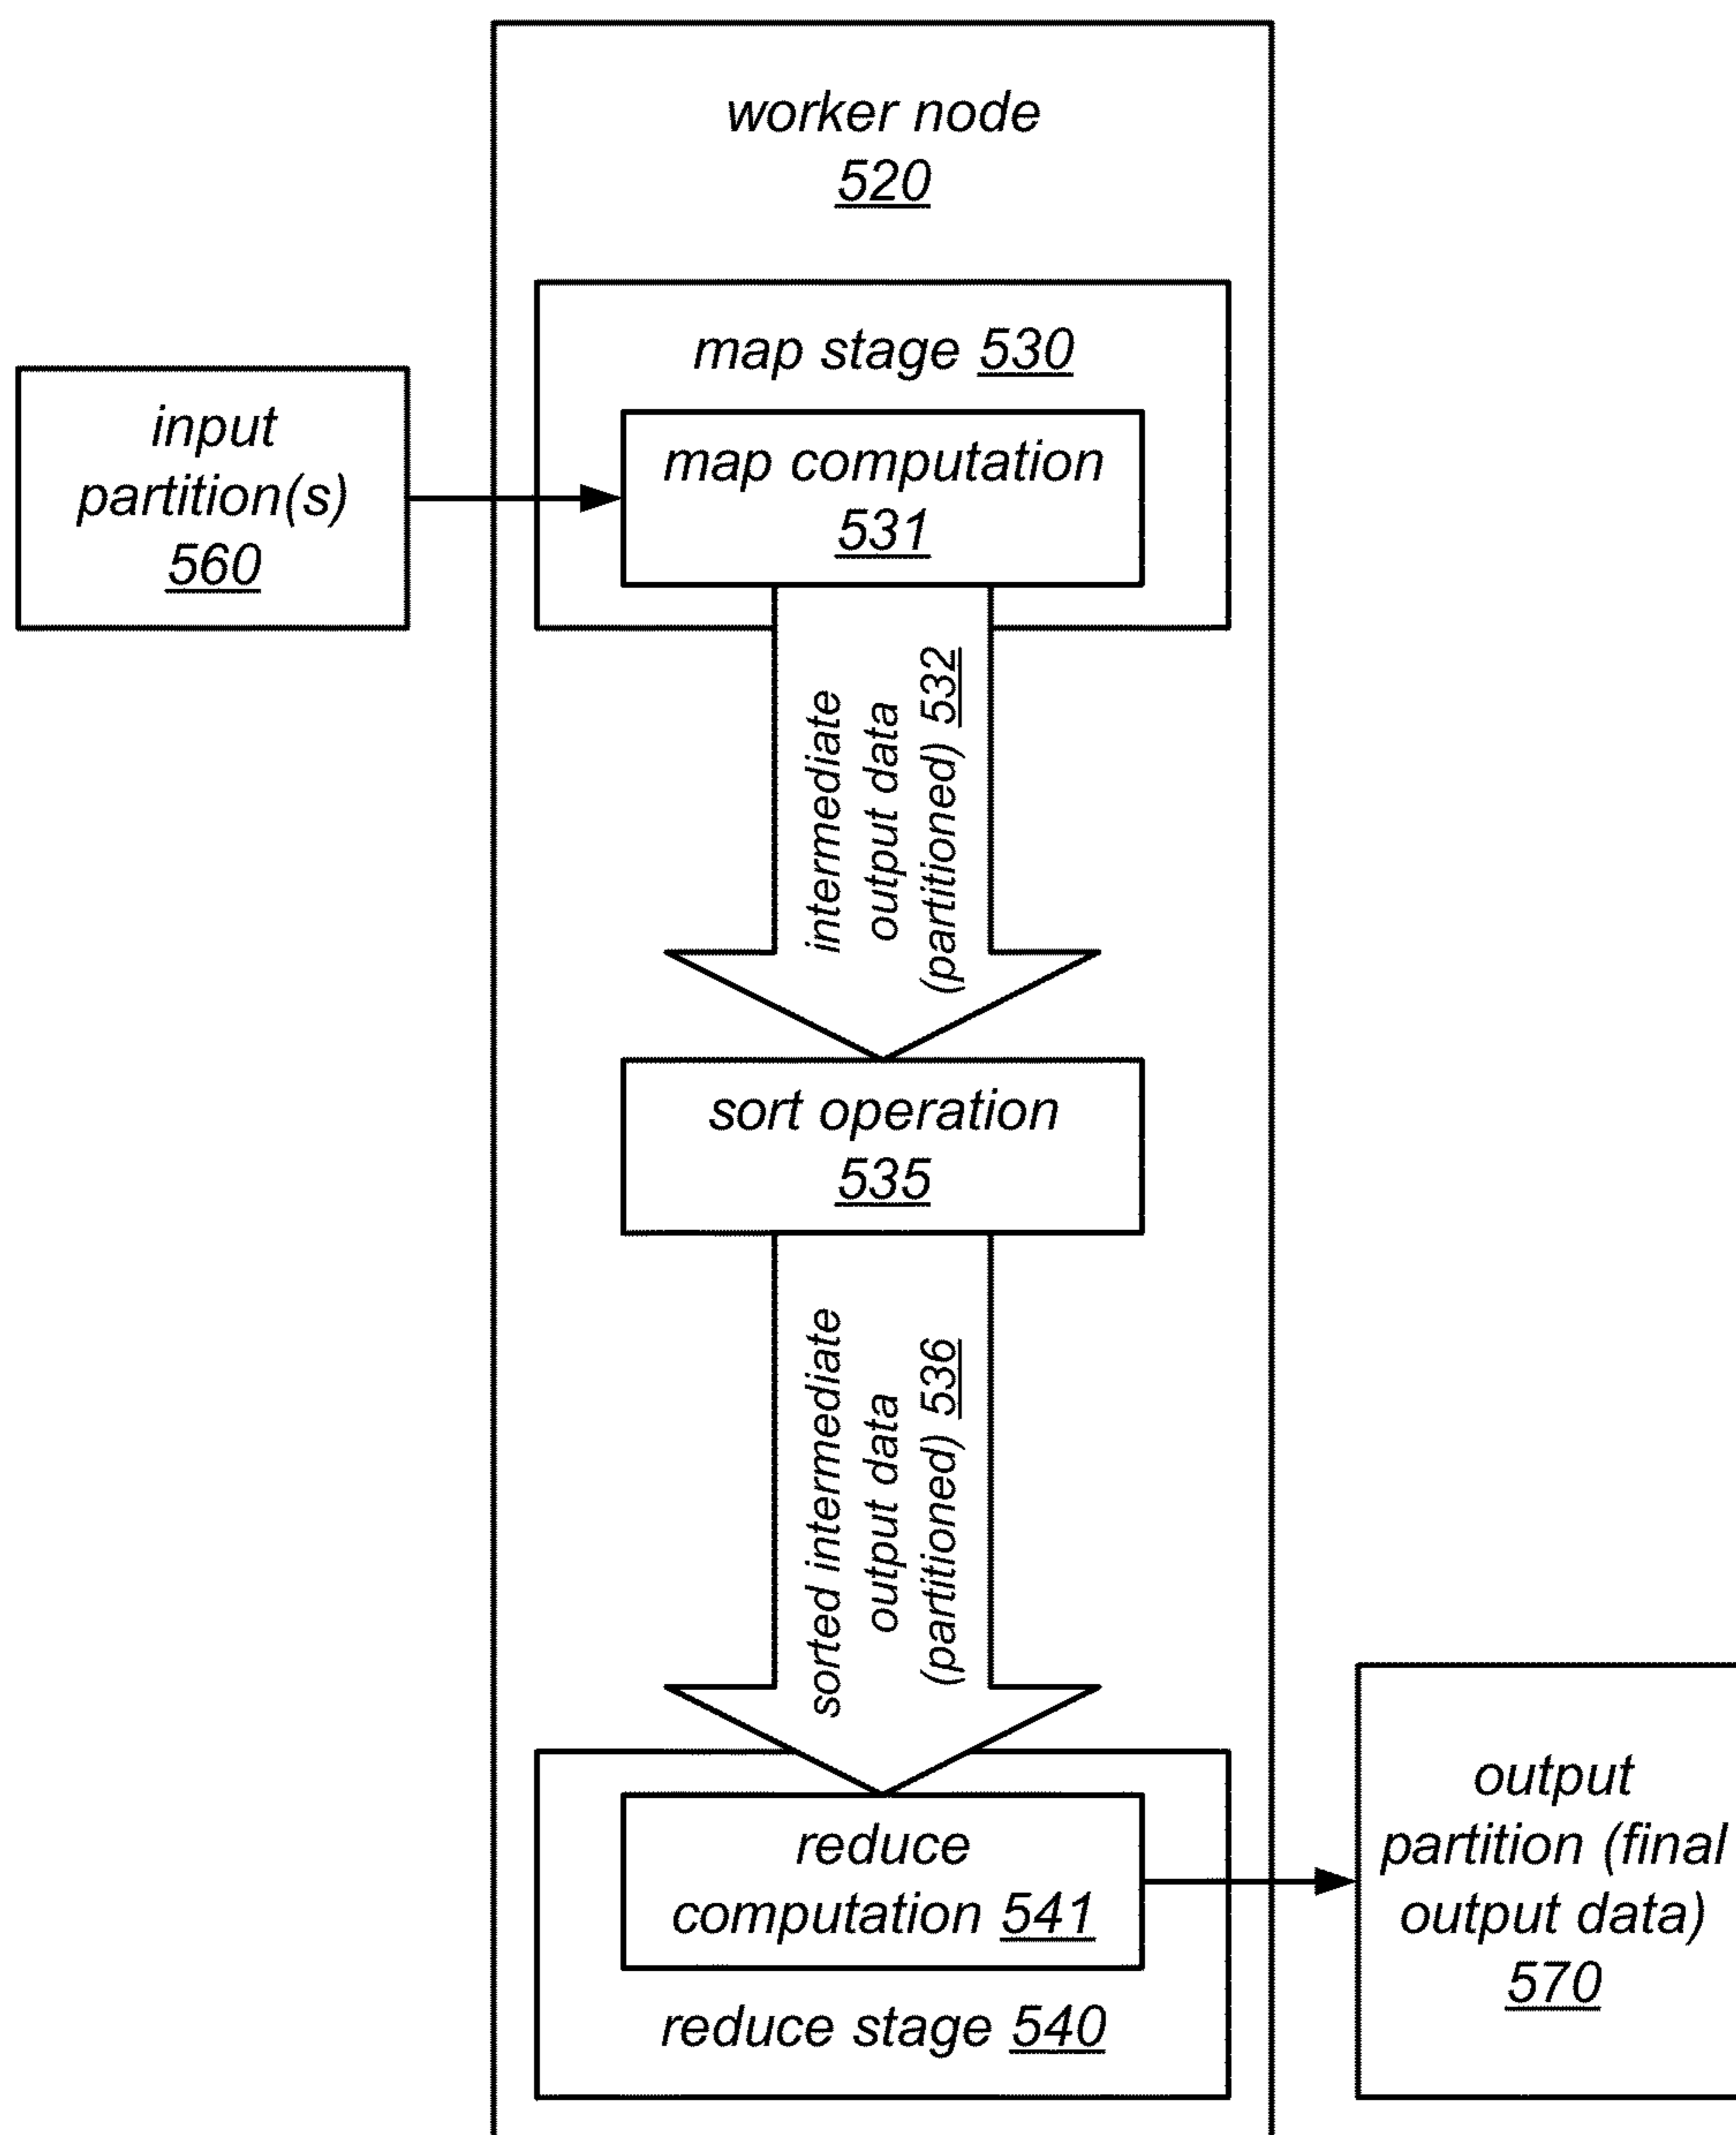 worker node
520
map stage 530
input
partition(s)
560
map computation
531
intermediate
output data
(partitioned) 532
sort operation
535
sorted intermediate
output data
(partitioned) 536
reduce
computation 541
reduce stage 540
output
partition (final
output data)
570